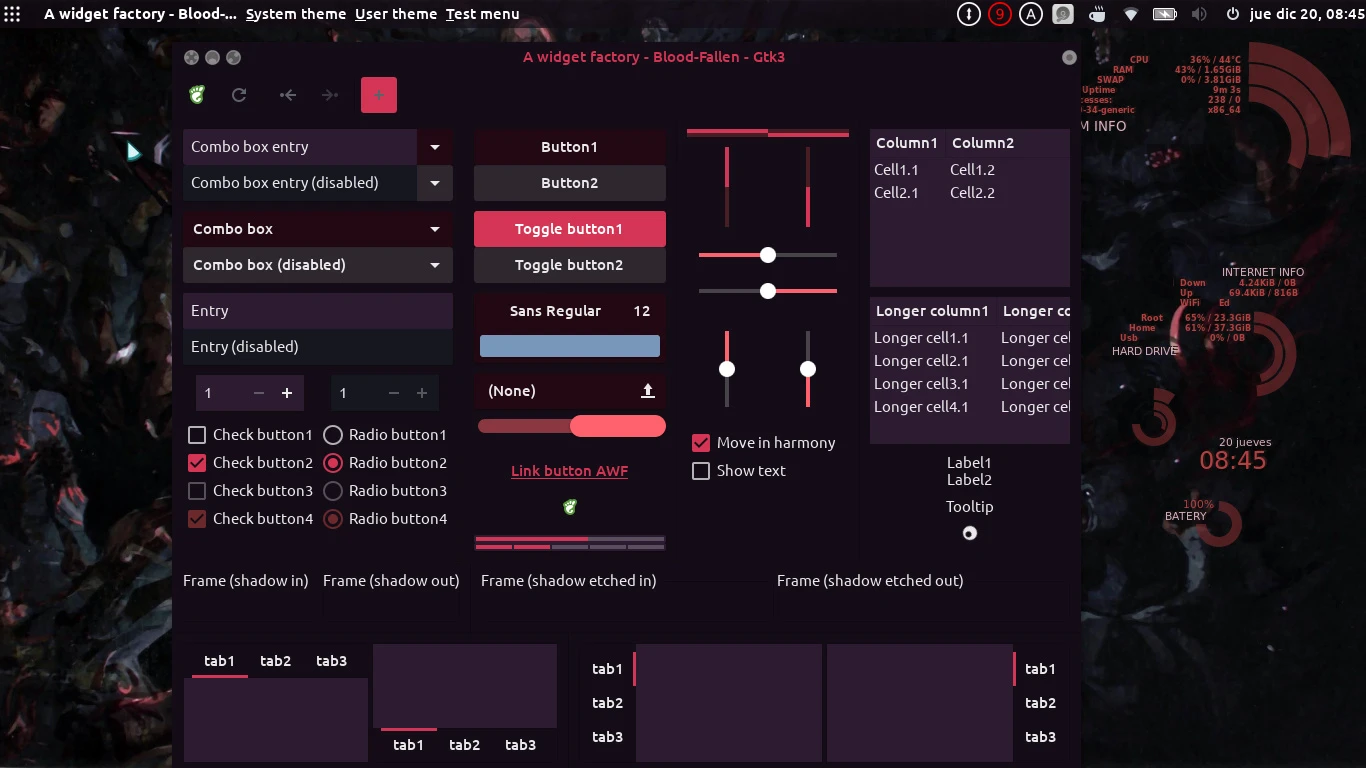 A widget factory - Blood-... System theme User theme Test menu
9 A jue dic 20, 08:45
A widget factory - Blood-Fallen - Gtk3
Combo box entry
Combo box entry (disabled)
Combo box
Combo box (disabled)
Entry
Entry (disabled)
1 1
Check button1 Radio button1
Check button2 Radio button2
Check button3 Radio button3
Check button4 Radio button4
Button1
Button2
Toggle button1
Toggle button2
Sans Regular 12
(None)
Link button AWF
Move in harmony
Show text
Column1 Column2
Cell1.1 Cell1.2
Cell2.1 Cell2.2
Longer column1 Longer co
Longer cell1.1 Longer cel
Longer cell2.1 Longer cel
Longer cell3.1 Longer cel
Longer cell4.1 Longer cel
Label1
Label2
Tooltip
Frame (shadow in) Frame (shadow out) Frame (shadow etched in) Frame (shadow etched out)
tab1 tab2 tab3
tab1 tab2 tab3
tab1
tab2
tab3
tab1
tab2
tab3
CPU 36% / 44°C
RAM 43% / 1.65GiB
SWAP 0% / 3.81GiB
Uptime 9m 3s
cesses: 238 / 0
-34-generic x86_64
M INFO
INTERNET INFO
Down 4.24KiB / 0B
Up 69.4KiB / 816B
WiFi Ed
Root 65% / 23.3GiB
Home 61% / 37.3GiB
Usb 0% / 0B
HARD DRIVE
20 jueves
08:45
100%
BATERY